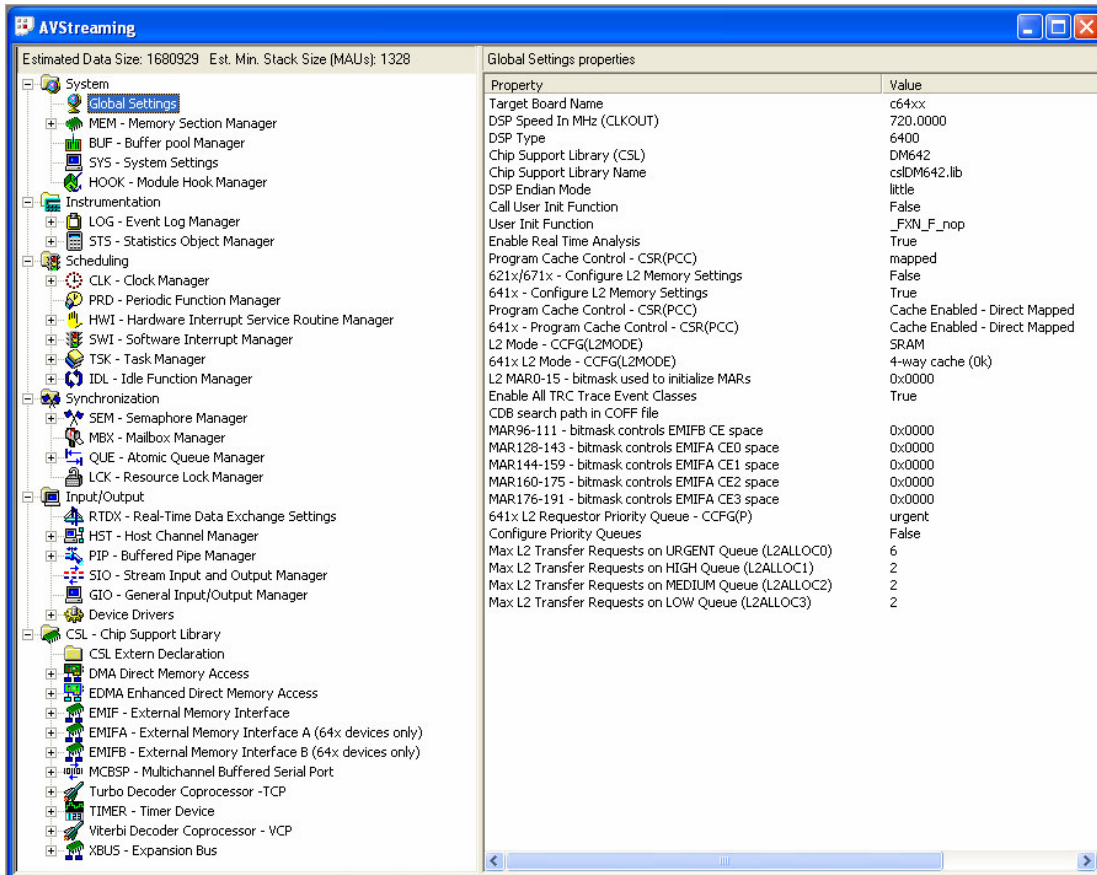 AVStreaming
Estimated Data Size: 1680929 Est. Min. Stack Size (MAUs): 1328
System
Global Settings
MEM - Memory Section Manager
BUF - Buffer pool Manager
SYS - System Settings
HOOK - Module Hook Manager
Instrumentation
LOG - Event Log Manager
STS - Statistics Object Manager
Scheduling
CLK - Clock Manager
PRD - Periodic Function Manager
HWI - Hardware Interrupt Service Routine Manager
SWI - Software Interrupt Manager
TSK - Task Manager
IDL - Idle Function Manager
Synchronization
SEM - Semaphore Manager
MBX - Mailbox Manager
QUE - Atomic Queue Manager
LCK - Resource Lock Manager
Input/Output
RTDX - Real-Time Data Exchange Settings
HST - Host Channel Manager
PIP - Buffered Pipe Manager
SIO - Stream Input and Output Manager
GIO - General Input/Output Manager
Device Drivers
CSL - Chip Support Library
CSL Extern Declaration
DMA Direct Memory Access
EDMA Enhanced Direct Memory Access
EMIF - External Memory Interface
EMIFA - External Memory Interface A (64x devices only)
EMIFB - External Memory Interface B (64x devices only)
MCBSP - Multichannel Buffered Serial Port
Turbo Decoder Coprocessor -TCP
TIMER - Timer Device
Viterbi Decoder Coprocessor - VCP
XBUS - Expansion Bus
Global Settings properties
Property Value
Target Board Name c64xx
DSP Speed In MHz (CLKOUT) 720.0000
DSP Type 6400
Chip Support Library (CSL) DM642
Chip Support Library Name cslDM642.lib
DSP Endian Mode little
Call User Init Function False
User Init Function _FXN_F_nop
Enable Real Time Analysis True
Program Cache Control - CSR(PCC) mapped
621x/671x - Configure L2 Memory Settings False
641x - Configure L2 Memory Settings True
Program Cache Control - CSR(PCC) Cache Enabled - Direct Mapped
641x - Program Cache Control - CSR(PCC) Cache Enabled - Direct Mapped
L2 Mode - CCFG(L2MODE) SRAM
641x L2 Mode - CCFG(L2MODE) 4-way cache (0k)
L2 MAR0-15 - bitmask used to initialize MARs 0x0000
Enable All TRC Trace Event Classes True
CDB search path in COFF file
MAR96-111 - bitmask controls EMIFB CE space 0x0000
MAR128-143 - bitmask controls EMIFA CE0 space 0x0000
MAR144-159 - bitmask controls EMIFA CE1 space 0x0000
MAR160-175 - bitmask controls EMIFA CE2 space 0x0000
MAR176-191 - bitmask controls EMIFA CE3 space 0x0000
641x L2 Requestor Priority Queue - CCFG(P) urgent
Configure Priority Queues False
Max L2 Transfer Requests on URGENT Queue (L2ALLOC0) 6
Max L2 Transfer Requests on HIGH Queue (L2ALLOC1) 2
Max L2 Transfer Requests on MEDIUM Queue (L2ALLOC2) 2
Max L2 Transfer Requests on LOW Queue (L2ALLOC3) 2